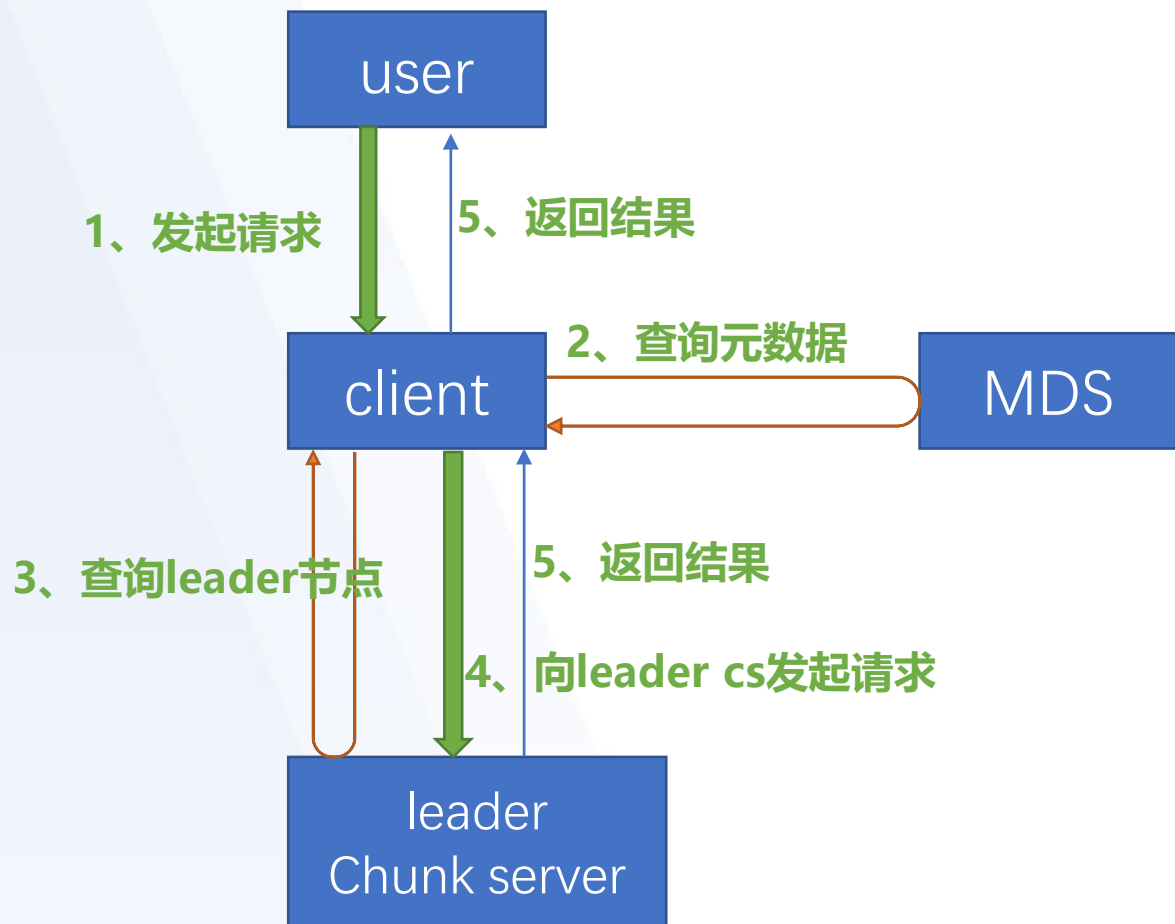 user
1、发起请求
5、返回结果
2、查询元数据
client
MDS
3、查询leader节点
5、返回结果
4、向leader cs发起请求
leader
Chunk server